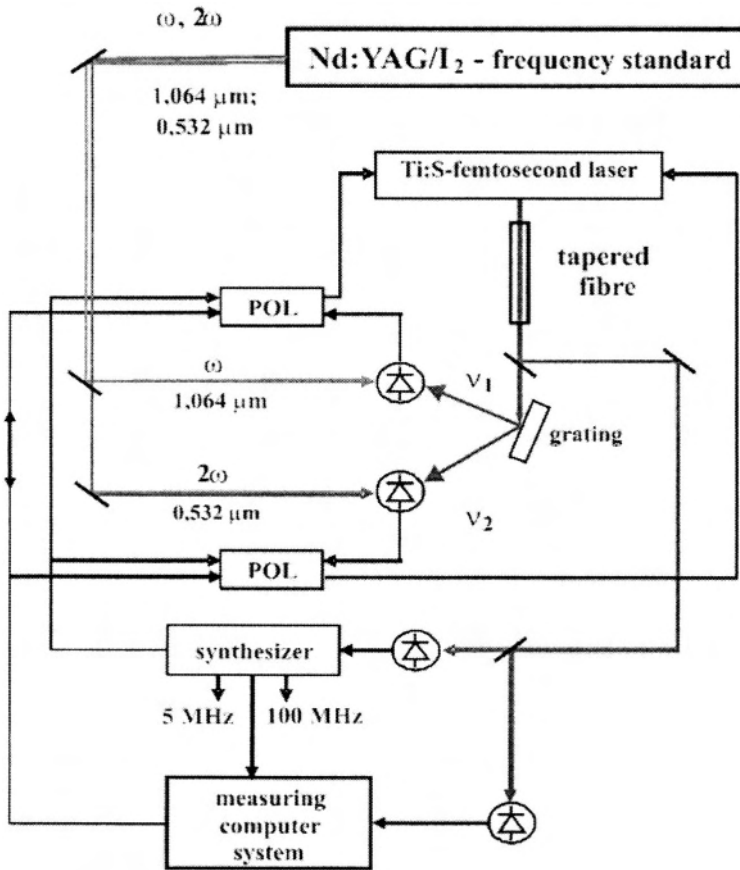 ω, 2ω
Nd:YAG/I₂ - frequency standard
1.064 μm;
0.532 μm
Ti:S-femtosecond laser
tapered
fibre
POL
ω
1,064 μm
ν₁
grating
2ω
0,532 μm
ν₂
POL
synthesizer
5 MHz
100 MHz
measuring
computer
system